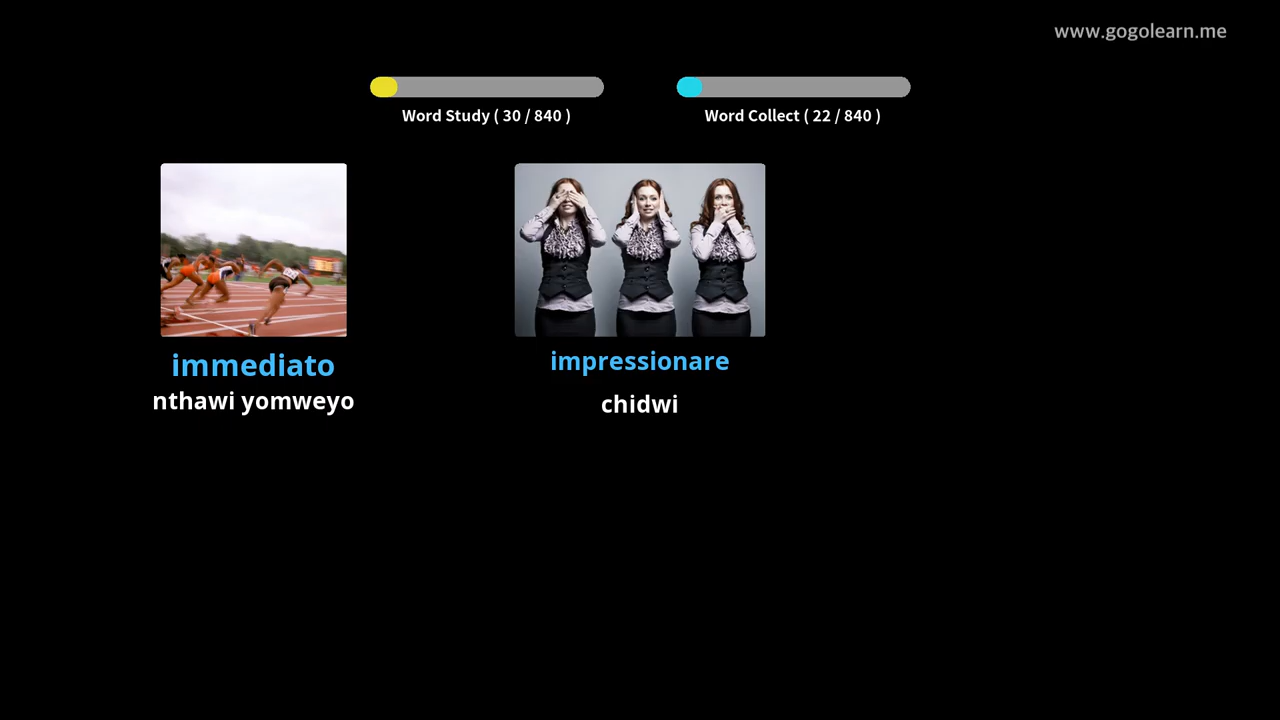 www.gogolearn.me
Word Study ( 30 / 840 )
Word Collect ( 22 / 840 )
immediato
nthawi yomweyo
impressionare
chidwi